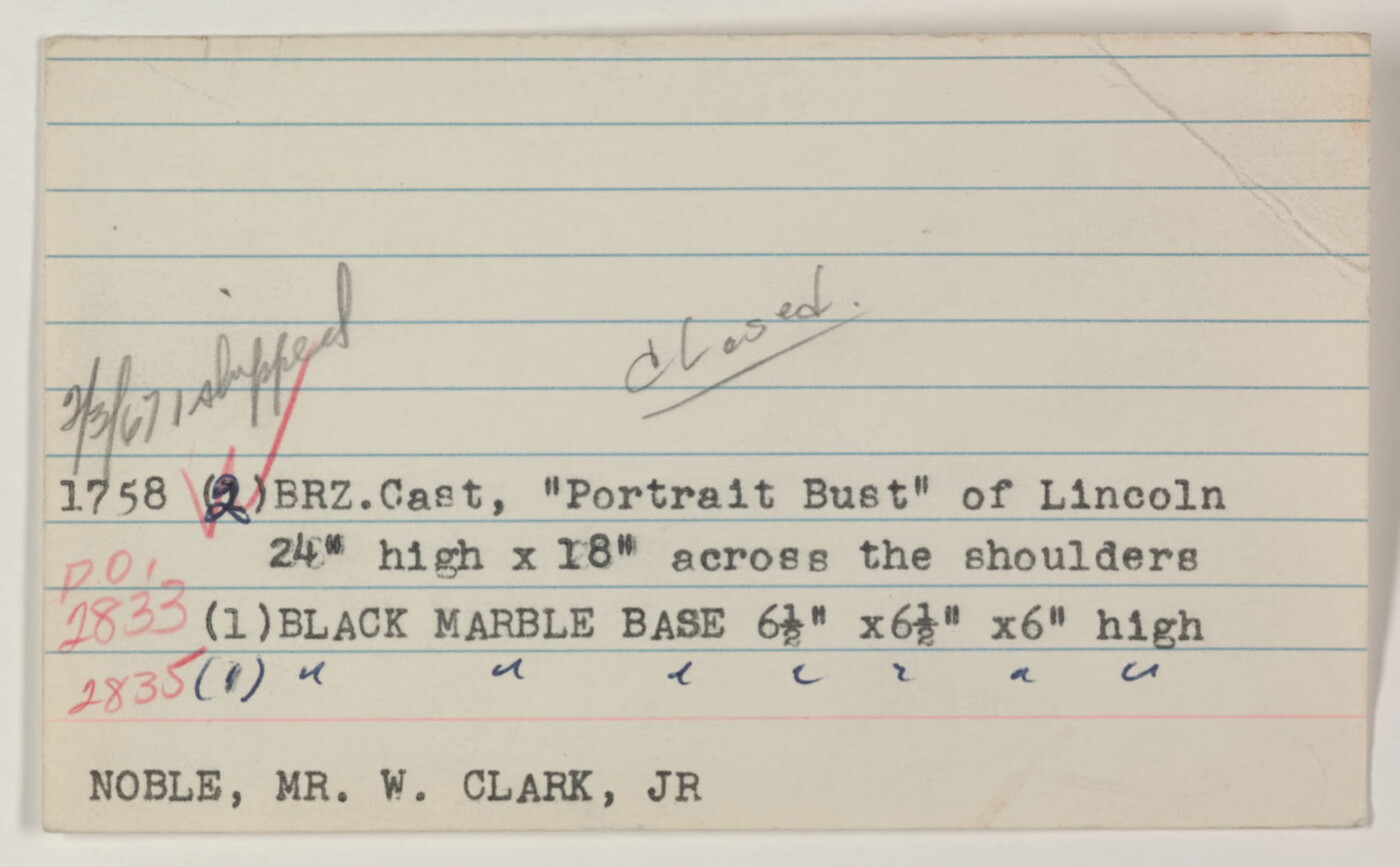 2/3/67 1 shipped
Closed.
1758 (2)BRZ.Cast, "Portrait Bust" of Lincoln
24" high x 18" across the shoulders
P.O.
2833 (1)BLACK MARBLE BASE 6½" x6½" x6" high
2835 (1) " " " " " " "
NOBLE, MR. W. CLARK, JR